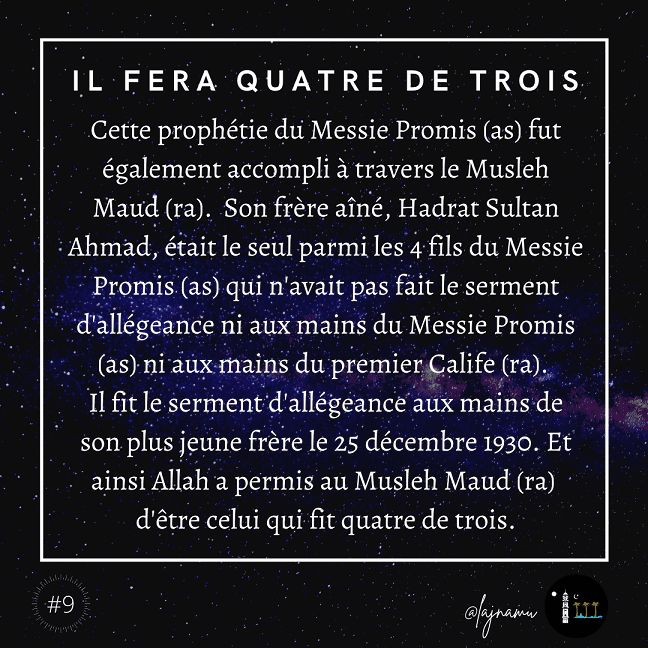 IL FERA QUATRE DE TROIS
Cette prophétie du Messie Promis (as) fut
également accompli à travers le Musleh
Maud (ra). Son frère aîné, Hadrat Sultan
Ahmad, était le seul parmi les 4 fils du Messie
Promis (as) qui n'avait pas fait le serment
d'allégeance ni aux mains du Messie Promis
(as) ni aux mains du premier Calife (ra).
Il fit le serment d'allégeance aux mains de
son plus jeune frère le 25 décembre 1930. Et
ainsi Allah a permis au Musleh Maud (ra)
d'être celui qui fit quatre de trois.
#9
@lajnamu